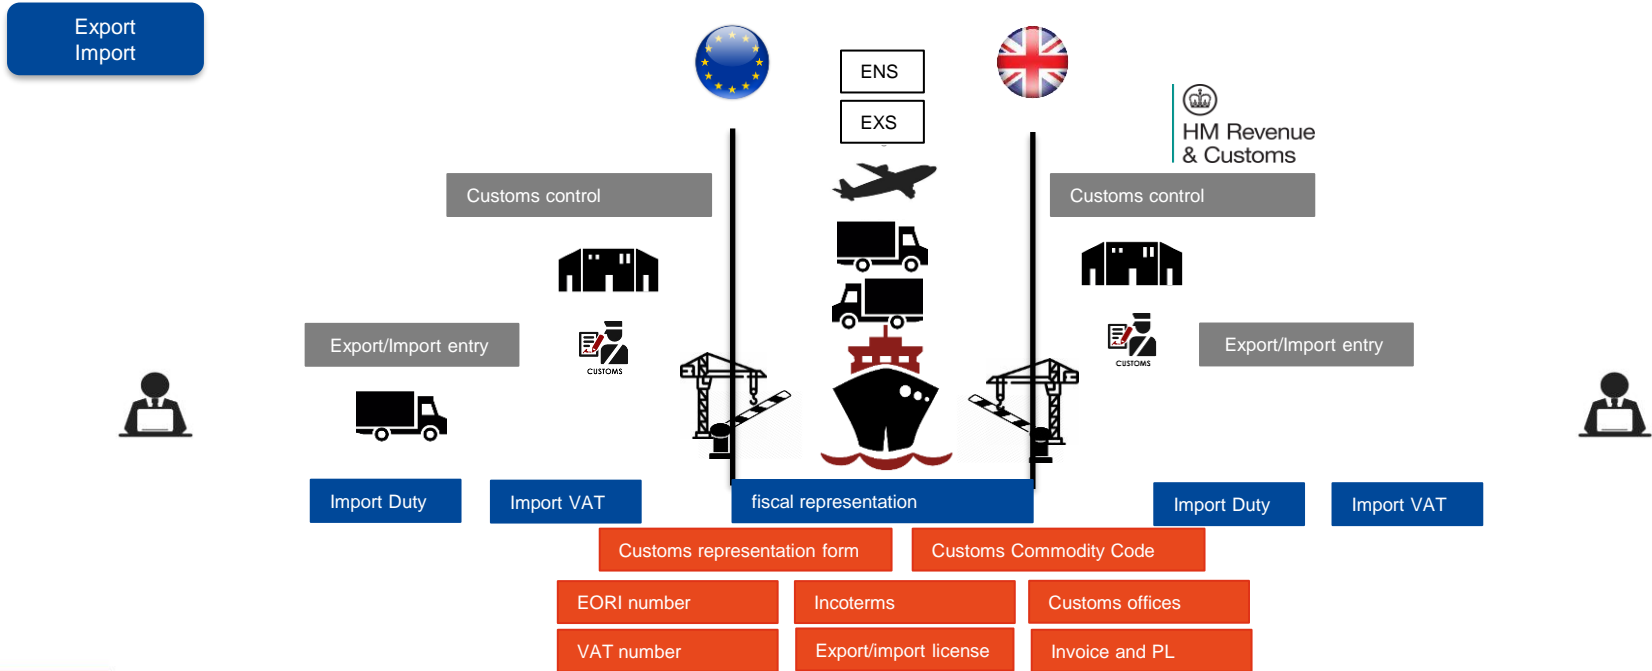 Export
Import
ENS
EXS
HM Revenue
& Customs
Customs control
Customs control
Export/Import entry
CUSTOMS
CUSTOMS
Export/Import entry
Import Duty
Import VAT
fiscal representation
Import Duty
Import VAT
Customs representation form
Customs Commodity Code
EORI number
Incoterms
Customs offices
VAT number
Export/import license
Invoice and PL